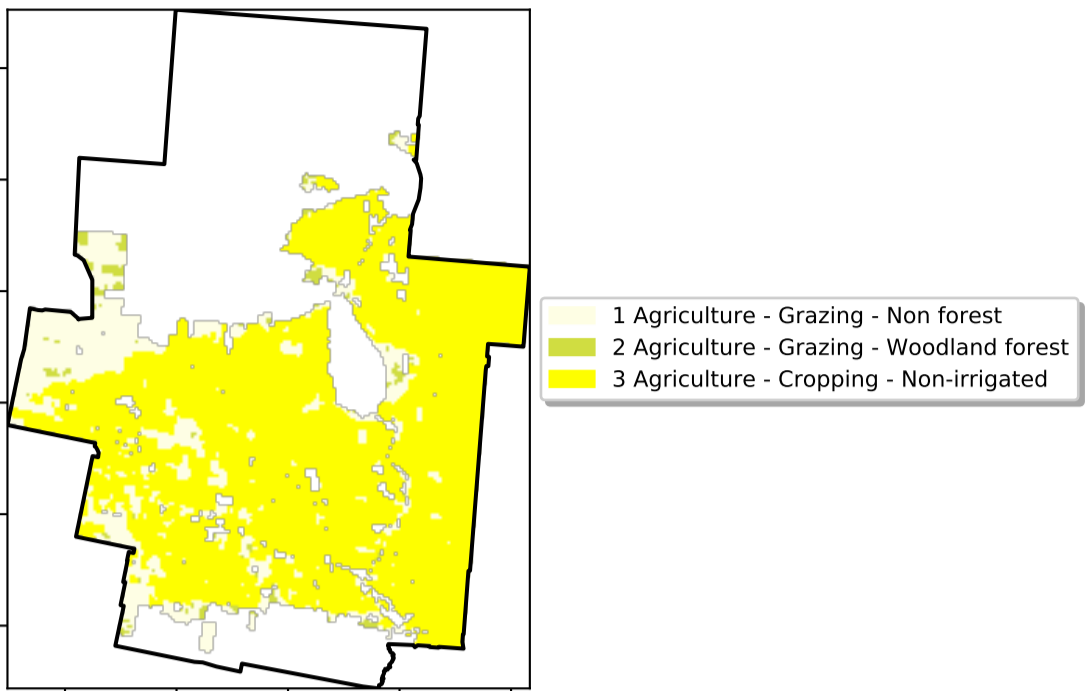 1 Agriculture - Grazing - Non forest
2 Agriculture - Grazing - Woodland forest
3 Agriculture - Cropping - Non-irrigated